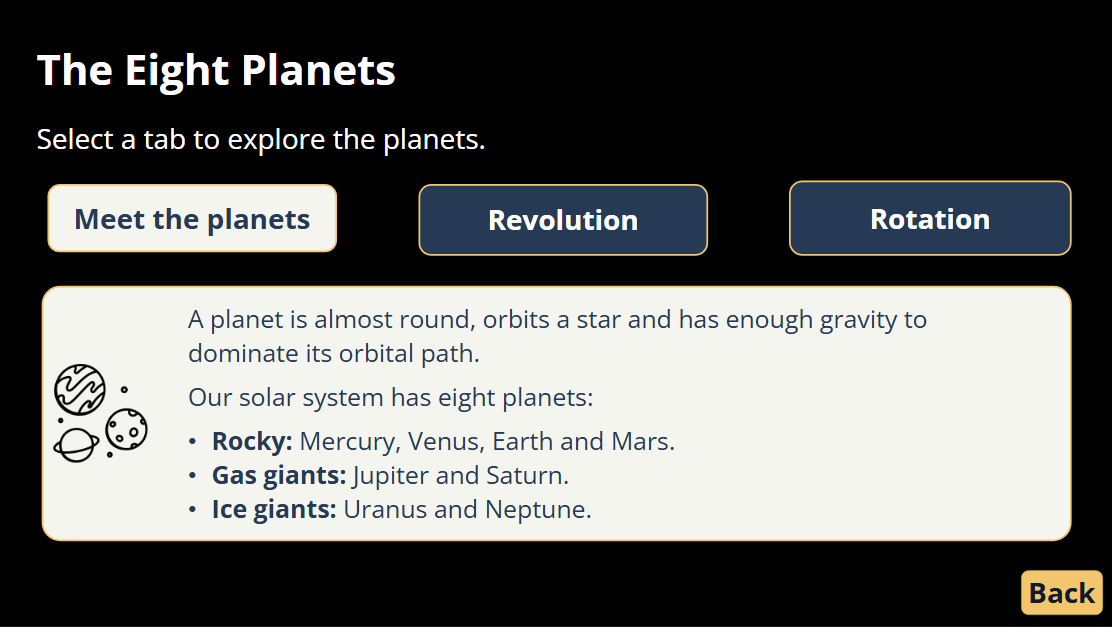 The Eight Planets
Select a tab to explore the planets.
Meet the planets
Revolution
Rotation
A planet is almost round, orbits a star and has enough gravity to
dominate its orbital path.
Our solar system has eight planets:
• Rocky: Mercury, Venus, Earth and Mars.
• Gas giants: Jupiter and Saturn.
• Ice giants: Uranus and Neptune.
Back